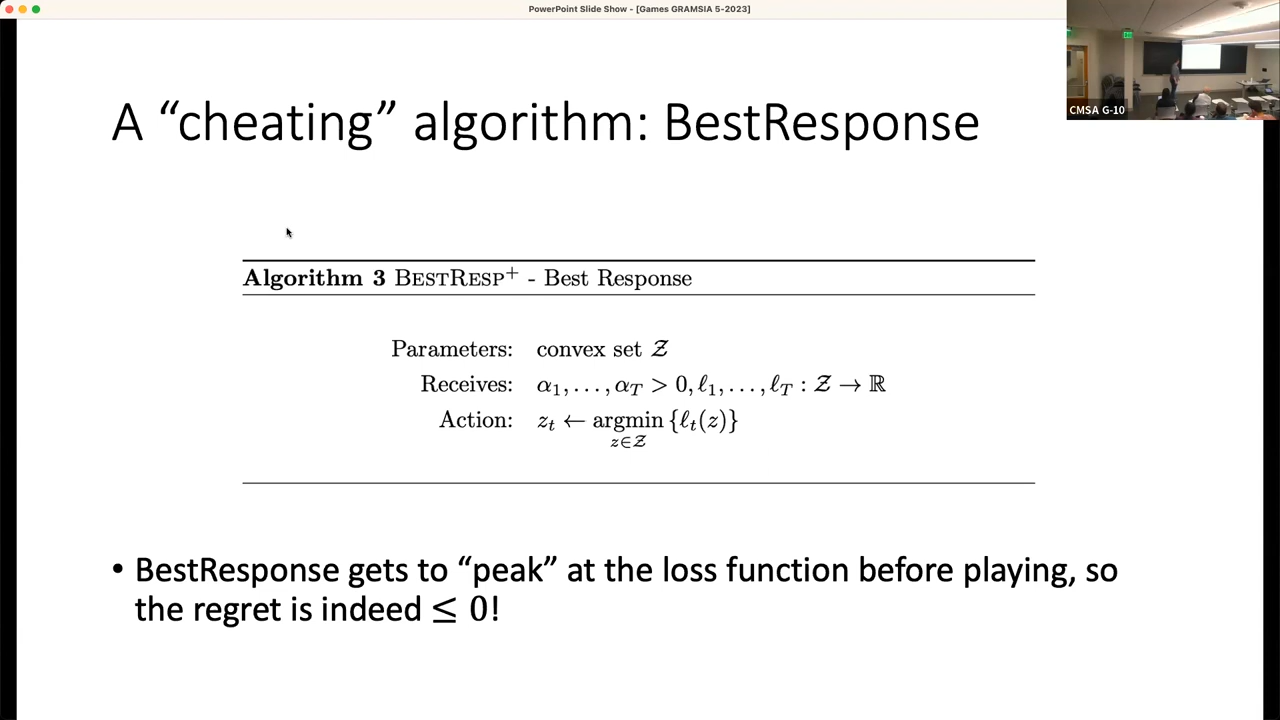 PowerPoint Slide Show - [Games GRAMSIA 5-2023]
CMSA G-10
A “cheating” algorithm: BestResponse
Algorithm 3 BESTRESP⁺ - Best Response
Parameters: convex set 𝒵
Receives: α₁, . . . , α_T > 0, ℓ₁, . . . , ℓ_T : 𝒵 → ℝ
Action: z_t ← argmin {ℓ_t(z)}
z∈𝒵
• BestResponse gets to “peak” at the loss function before playing, so
the regret is indeed ≤ 0!